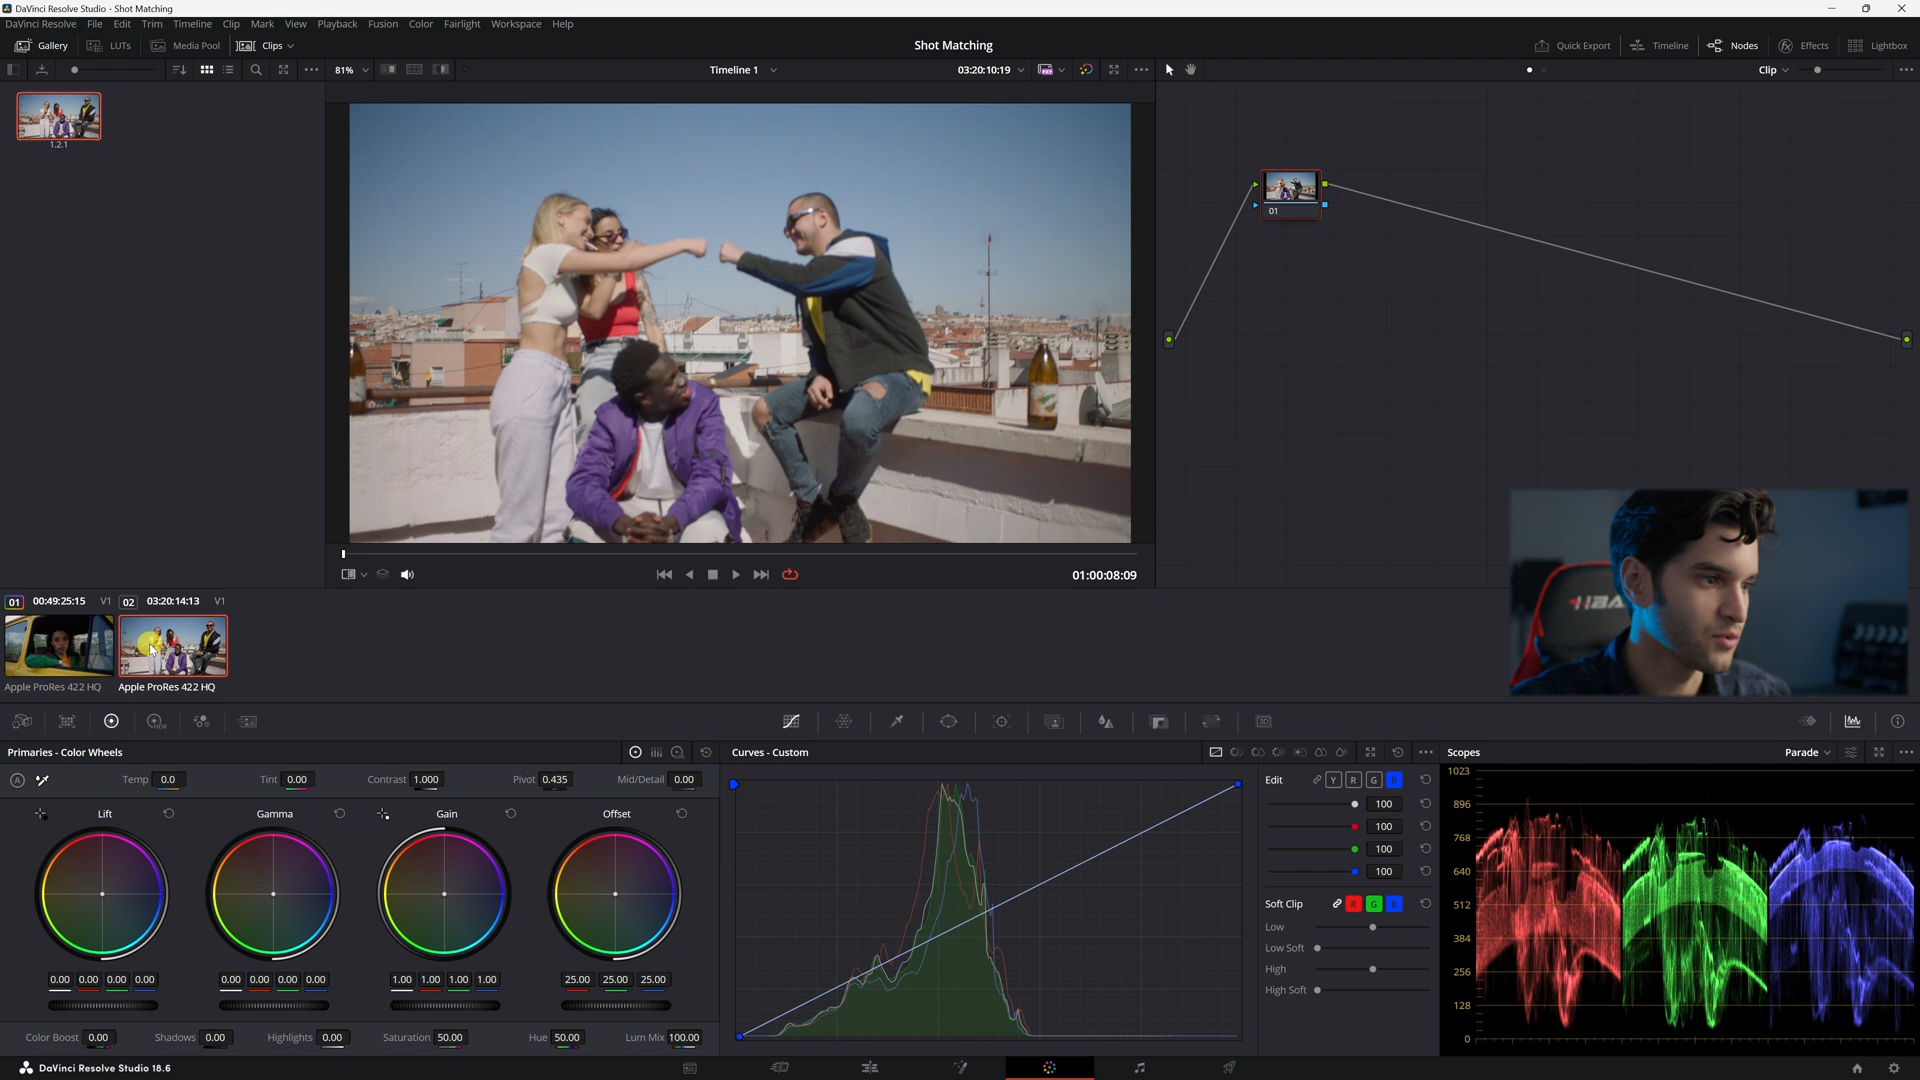 DaVinci Resolve Studio - Shot Matching
DaVinci Resolve File Edit Trim Timeline Clip Mark View Playback Fusion Color Fairlight Workspace Help
Gallery LUTs Media Pool Clips Shot Matching Quick Export Timeline Nodes Effects Lightbox
81% Timeline 1 03:20:10:19 Clip
1.2.1
01
01:00:08:09
01 00:49:25:15 V1 02 03:20:14:13 V1
Apple ProRes 422 HQ Apple ProRes 422 HQ
HDR
3D
Primaries - Color Wheels Curves - Custom Scopes Parade
A Temp 0.0 Tint 0.00 Contrast 1.000 Pivot 0.435 Mid/Detail 0.00 Edit Y R G B
Lift Gamma Gain Offset
100
100
100
100
Soft Clip R G B
Low
Low Soft
High
High Soft
0.00 0.00 0.00 0.00 0.00 0.00 0.00 0.00 1.00 1.00 1.00 1.00 25.00 25.00 25.00
Color Boost 0.00 Shadows 0.00 Highlights 0.00 Saturation 50.00 Hue 50.00 Lum Mix 100.00
1023
896
768
640
512
384
256
128
0
DaVinci Resolve Studio 18.6